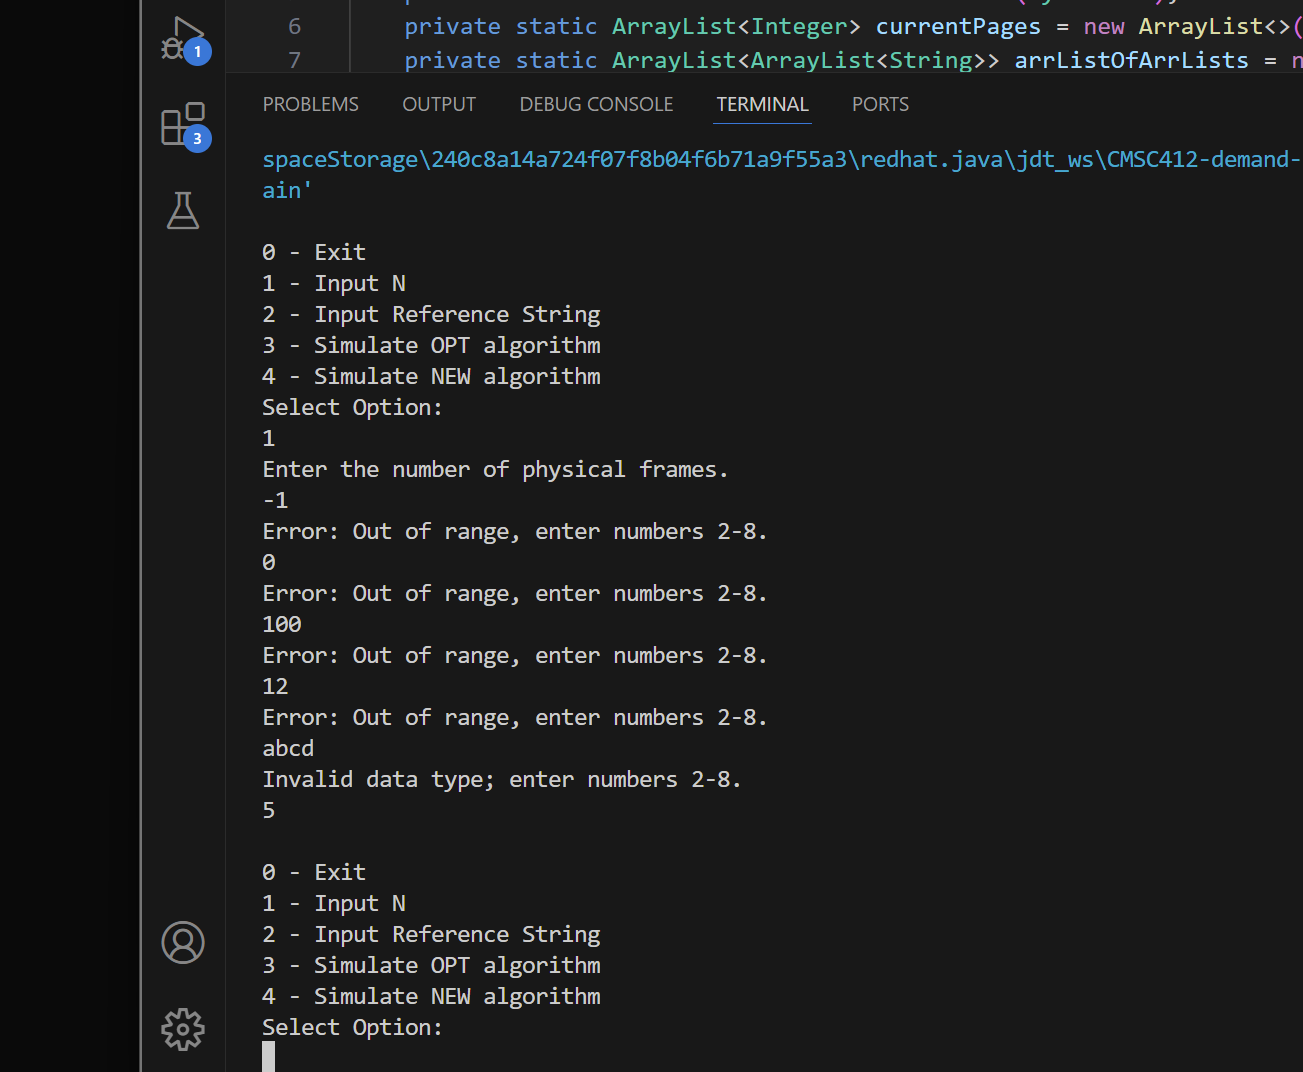 6 private static ArrayList<Integer> currentPages = new ArrayList<>(
7 private static ArrayList<ArrayList<String>> arrListOfArrLists = n
1
3
PROBLEMS OUTPUT DEBUG CONSOLE TERMINAL PORTS
spaceStorage\240c8a14a724f07f8b04f6b71a9f55a3\redhat.java\jdt_ws\CMSC412-demand-
ain'
0 - Exit
1 - Input N
2 - Input Reference String
3 - Simulate OPT algorithm
4 - Simulate NEW algorithm
Select Option:
1
Enter the number of physical frames.
-1
Error: Out of range, enter numbers 2-8.
0
Error: Out of range, enter numbers 2-8.
100
Error: Out of range, enter numbers 2-8.
12
Error: Out of range, enter numbers 2-8.
abcd
Invalid data type; enter numbers 2-8.
5
0 - Exit
1 - Input N
2 - Input Reference String
3 - Simulate OPT algorithm
4 - Simulate NEW algorithm
Select Option: